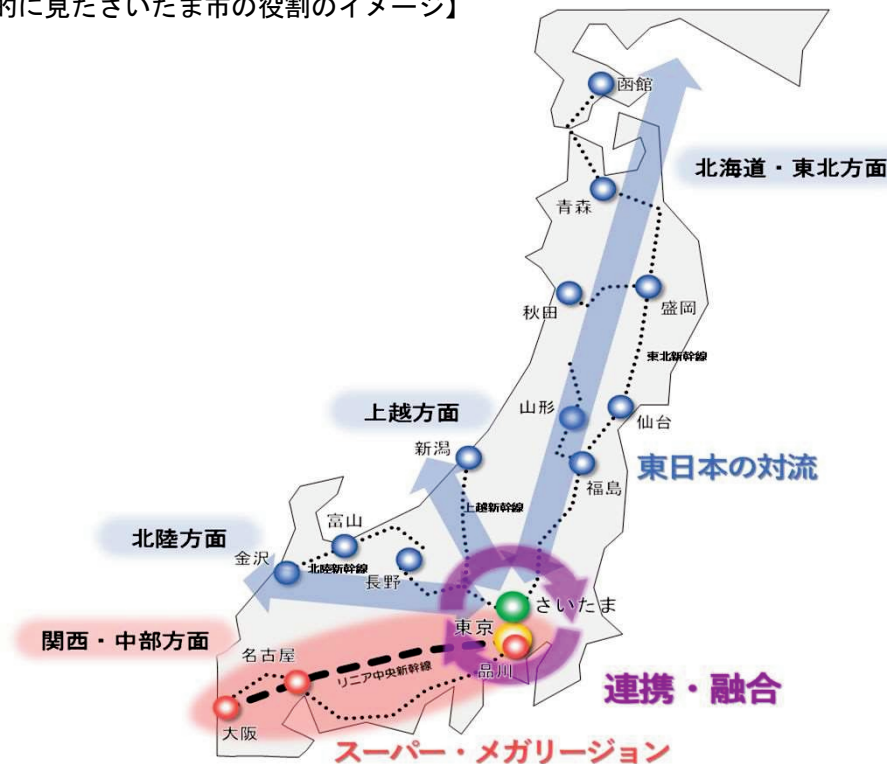 的に見たさいたま市の役割のイメージ】
函館
北海道・東北方面
青森
秋田
盛岡
東北新幹線
上越方面
山形
仙台
新潟
東日本の対流
福島
上越新幹線
富山
北陸方面
金沢
北陸新幹線
長野
さいたま
東京
関西・中部方面
名古屋
リニア中央新幹線
品川
連携・融合
大阪
スーパー・メガリージョン